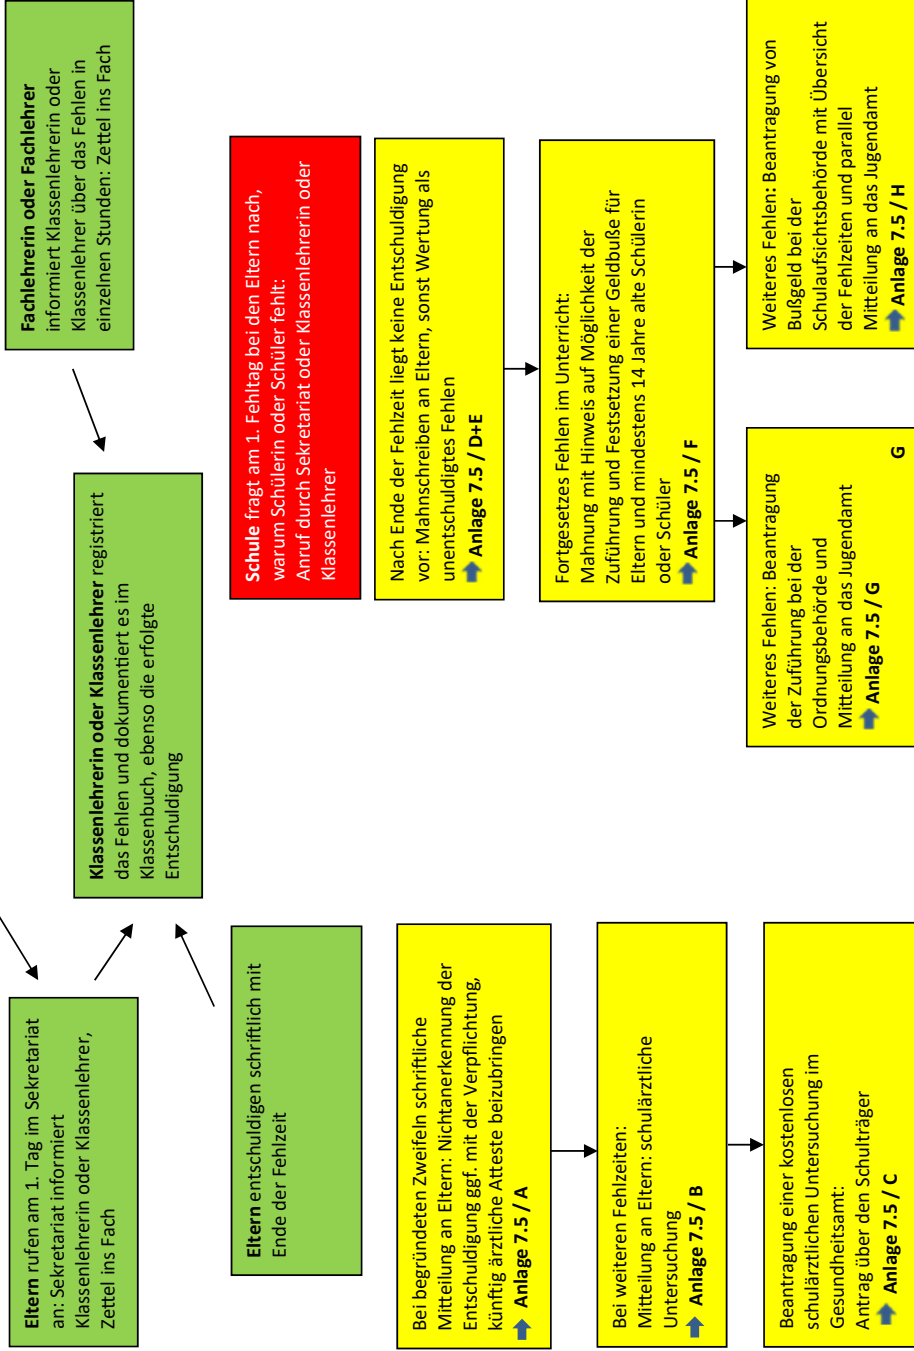 Eltern rufen am 1. Tag im Sekretariat
an: Sekretariat informiert
Klassenlehrerin oder Klassenlehrer,
Zettel ins Fach
Klassenlehrerin oder Klassenlehrer registriert
das Fehlen und dokumentiert es im
Klassenbuch, ebenso die erfolgte
Entschuldigung
Fachlehrerin oder Fachlehrer
informiert Klassenlehrerin oder
Klassenlehrer über das Fehlen in
einzelnen Stunden: Zettel ins Fach
Eltern entschuldigen schriftlich mit
Ende der Fehlzeit
Schule fragt am 1. Fehltag bei den Eltern nach,
warum Schülerin oder Schüler fehlt:
Anruf durch Sekretariat oder Klassenlehrerin oder
Klassenlehrer
Bei begründeten Zweifeln schriftliche
Mitteilung an Eltern: Nichtanerkennung der
Entschuldigung ggf. mit der Verpflichtung,
künftig ärztliche Atteste beizubringen
Anlage 7.5 / A
Nach Ende der Fehlzeit liegt keine Entschuldigung
vor: Mahnschreiben an Eltern, sonst Wertung als
unentschuldigtes Fehlen
Anlage 7.5 / D+E
Bei weiteren Fehlzeiten:
Mitteilung an Eltern: schulärztliche
Untersuchung
Anlage 7.5 / B
Fortgesetzes Fehlen im Unterricht:
Mahnung mit Hinweis auf Möglichkeit der
Zuführung und Festsetzung einer Geldbuße für
Eltern und mindestens 14 Jahre alte Schülerin
oder Schüler
Anlage 7.5 / F
Beantragung einer kostenlosen
schulärztlichen Untersuchung im
Gesundheitsamt:
Antrag über den Schulträger
Anlage 7.5 / C
Weiteres Fehlen: Beantragung
der Zuführung bei der
Ordnungsbehörde und
Mitteilung an das Jugendamt
Anlage 7.5 / G G
Weiteres Fehlen: Beantragung von
Bußgeld bei der
Schulaufsichtsbehörde mit Übersicht
der Fehlzeiten und parallel
Mitteilung an das Jugendamt
Anlage 7.5 / H